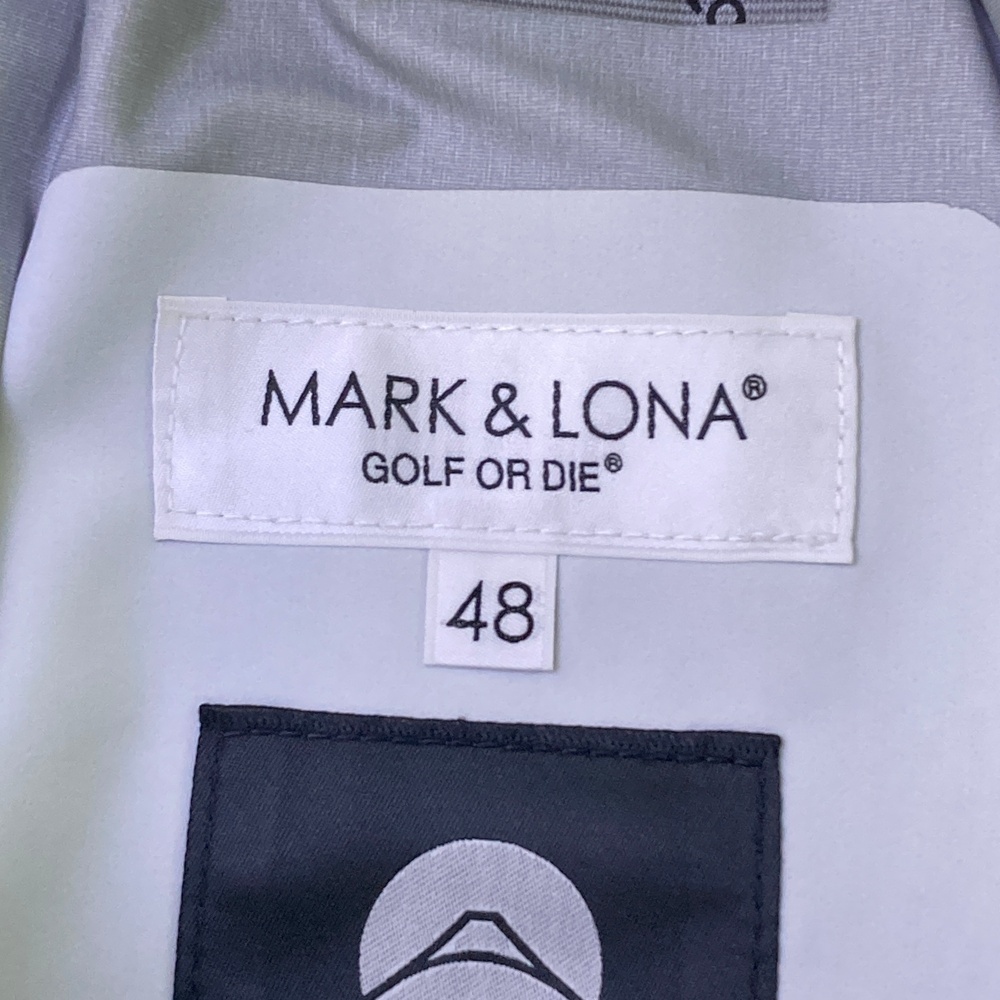 MARK & LONA®
GOLF OR DIE®
48